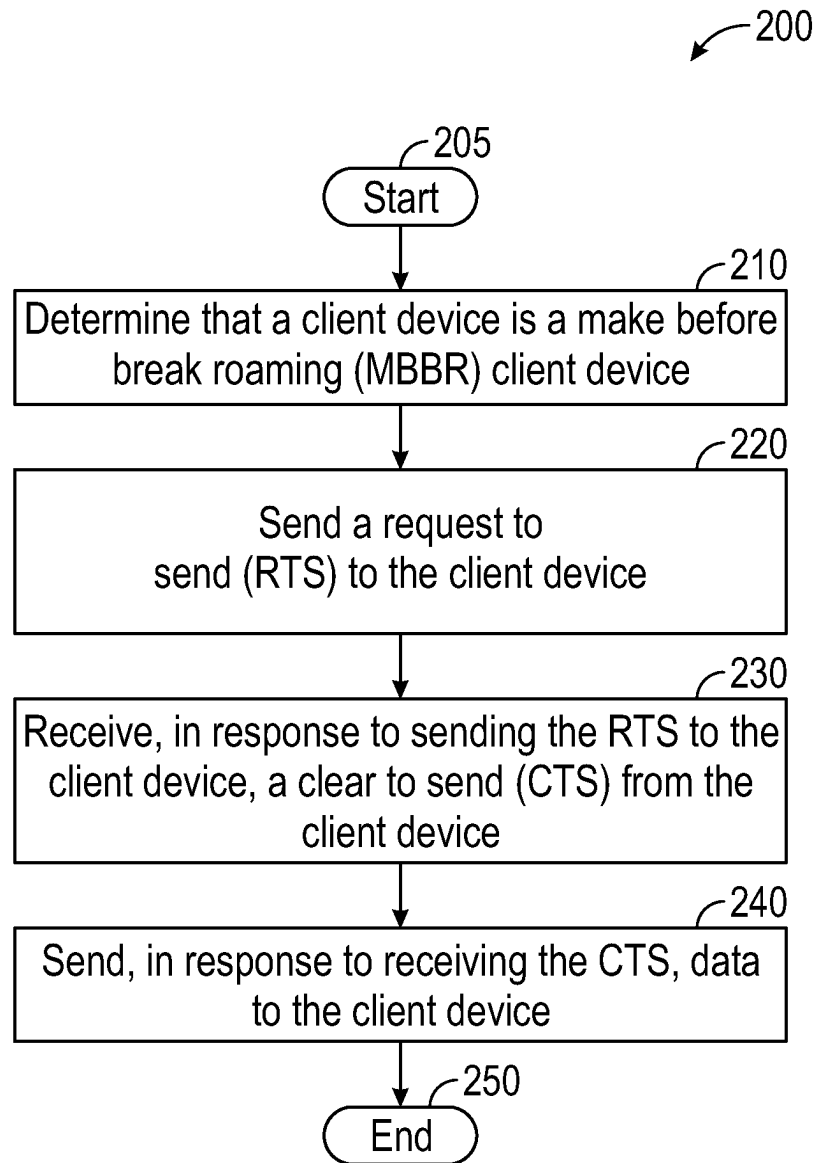 200
205
Start
210
Determine that a client device is a make before
break roaming (MBBR) client device
220
Send a request to
send (RTS) to the client device
230
Receive, in response to sending the RTS to the
client device, a clear to send (CTS) from the
client device
240
Send, in response to receiving the CTS, data
to the client device
250
End